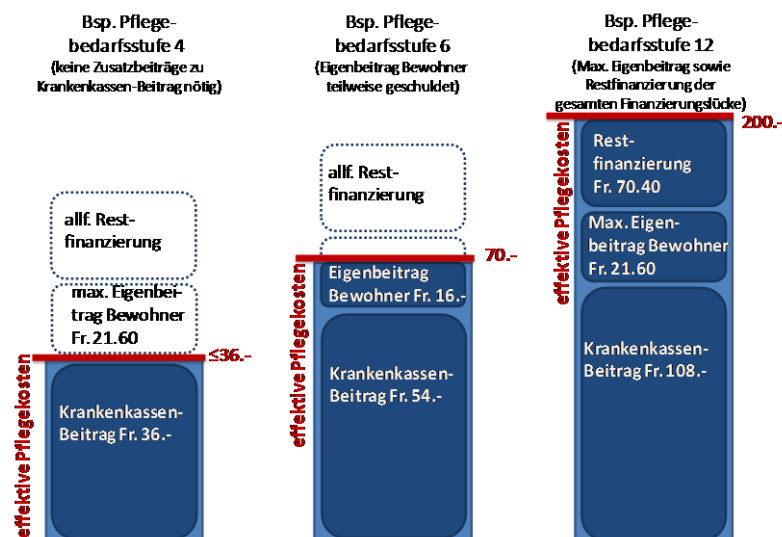 Bsp. Pflege-
bedarfsstufe 4
(keine Zusatzbeiträge zu
Krankenkassen-Beitrag nötig)
allf. Rest-
finanzierung
max. Eigenbei-
trag Bewohner
Fr. 21.60
≤36.-
effektive Pflegekosten
Krankenkassen-
Beitrag Fr. 36.-
Bsp. Pflege-
bedarfsstufe 6
(Eigenbeitrag Bewohner
teilweise geschuldet)
allf. Rest-
finanzierung
70.-
effektive Pflegekosten
Eigenbeitrag
Bewohner Fr. 16.-
Krankenkassen-
Beitrag Fr. 54.-
Bsp. Pflege-
bedarfsstufe 12
(Max. Eigenbeitrag sowie
Restfinanzierung der
gesamten Finanzierungslücke)
200.-
effektive Pflegekosten
Rest-
finanzierung
Fr. 70.40
Max. Eigen-
beitrag Bewohner
Fr. 21.60
Krankenkassen-
Beitrag Fr. 108.-